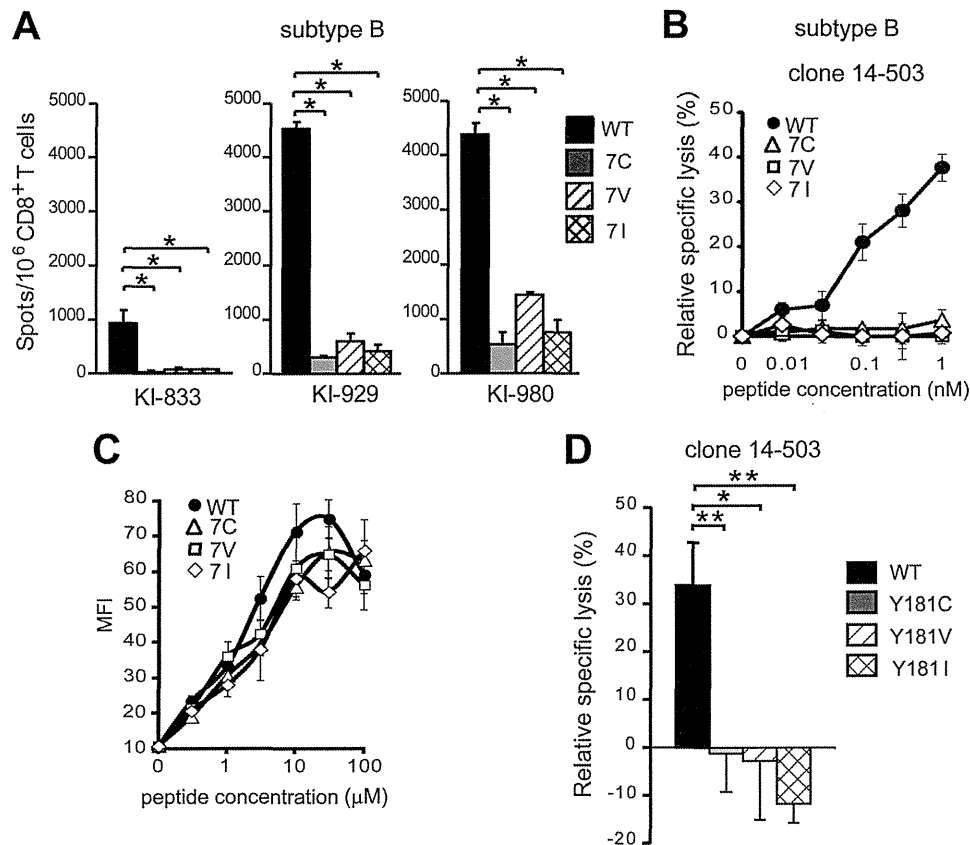 A
subtype B
Spots/10⁶ CD8⁺T cells
5000
4000
3000
2000
1000
0
*
*
*
KI-833
5000
4000
3000
2000
1000
0
*
*
*
KI-929
5000
4000
3000
2000
1000
0
*
*
*
KI-980
WT
7C
7V
7I
B
subtype B
clone 14-503
Relative specific lysis (%)
50
40
30
20
10
0
WT
7C
7V
7I
0 0.01 0.1 1
peptide concentration (nM)
C
MFI
80
70
60
50
40
30
20
10
WT
7C
7V
7I
0 1 10 100
peptide concentration (μM)
D
clone 14-503
Relative specific lysis (%)
50
40
30
20
10
0
-10
-20
**
*
**
WT
Y181C
Y181V
Y181I